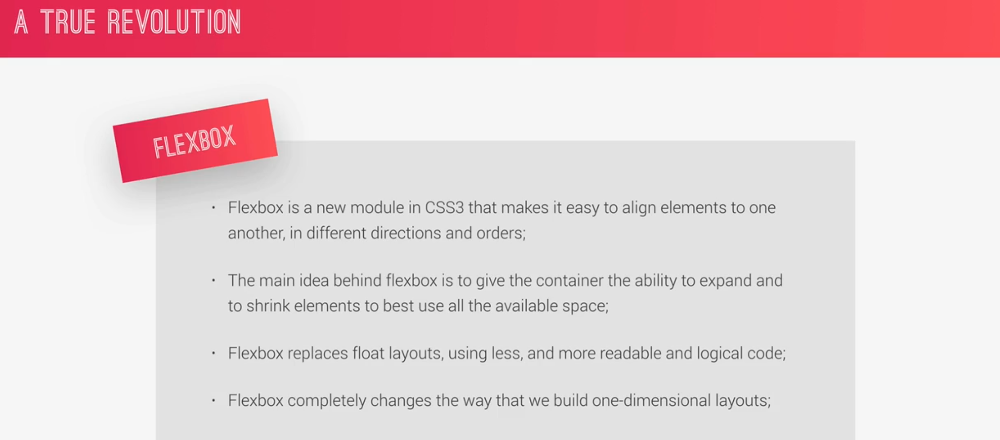 A TRUE REVOLUTION
FLEXBOX
• Flexbox is a new module in CSS3 that makes it easy to align elements to one
another, in different directions and orders;
• The main idea behind flexbox is to give the container the ability to expand and
to shrink elements to best use all the available space;
• Flexbox replaces float layouts, using less, and more readable and logical code;
• Flexbox completely changes the way that we build one-dimensional layouts;